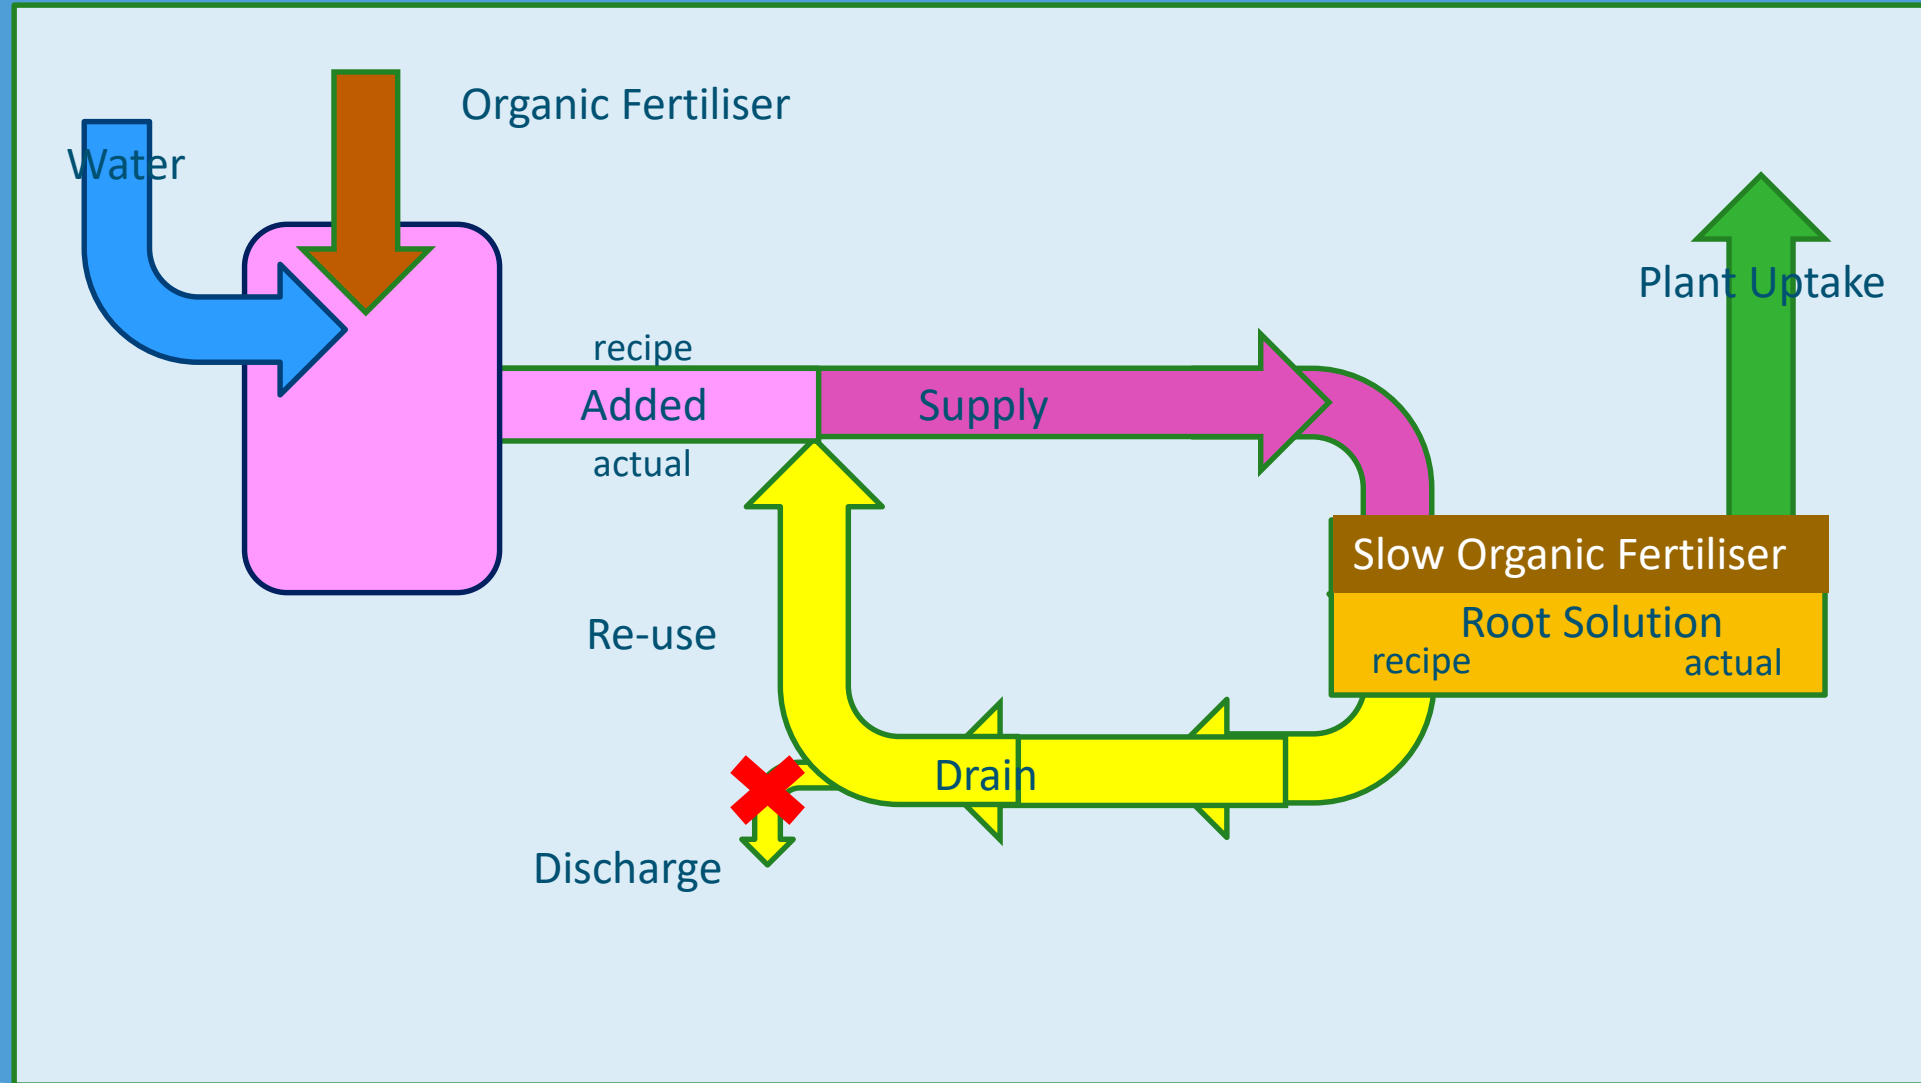 Organic Fertiliser
Water
Plant Uptake
recipe
Added
Supply
actual
Slow Organic Fertiliser
Root Solution
recipe
actual
Re-use
Drain
Discharge